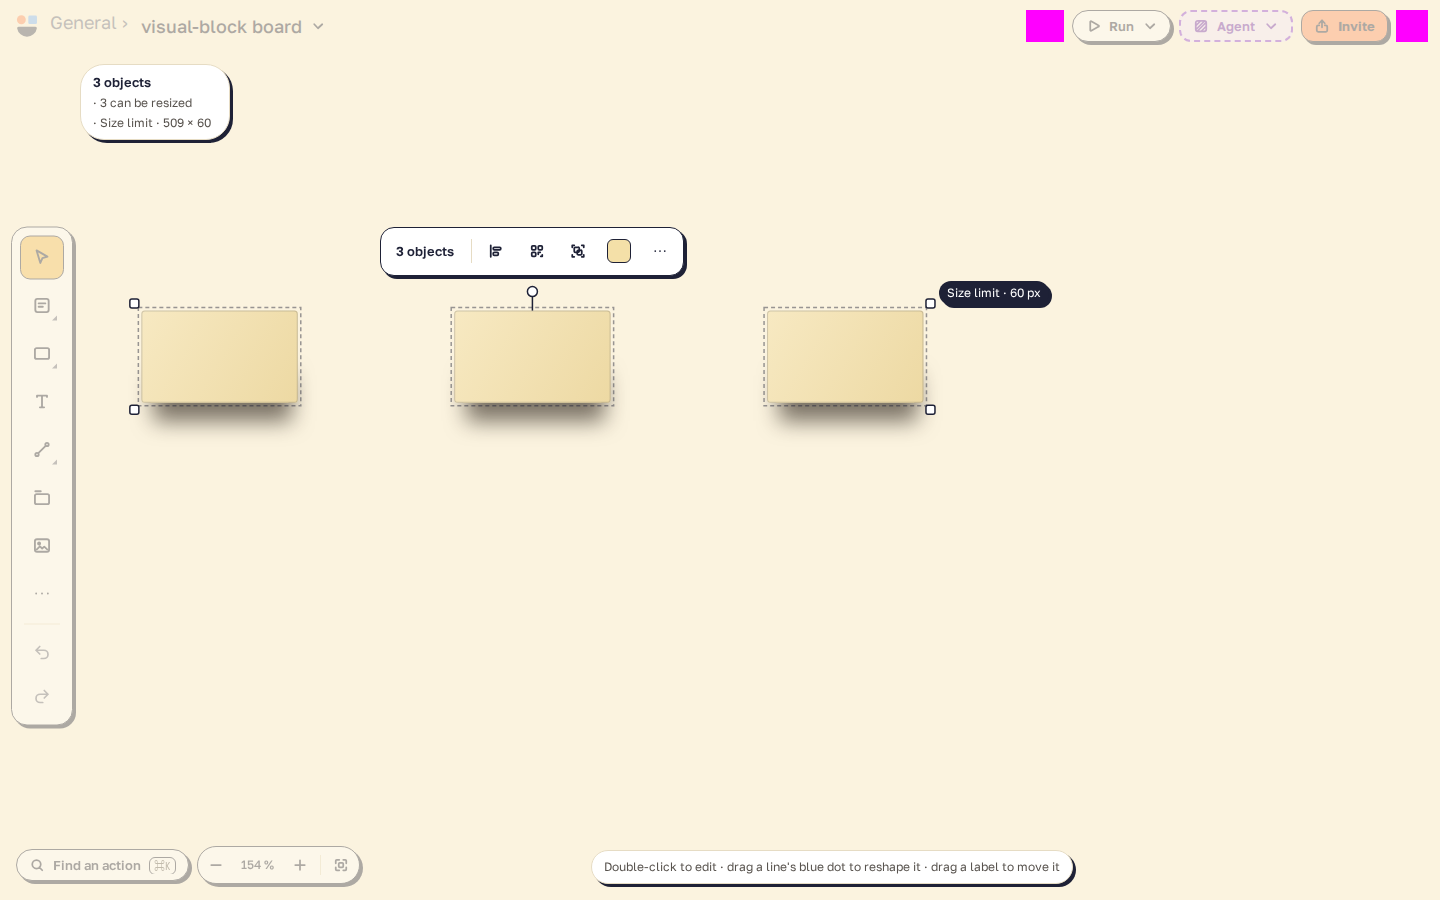 General ›
visual-block board
Run
Agent
Invite
3 objects
· 3 can be resized
· Size limit · 509 × 60
3 objects
Size limit · 60 px
Find an action ⌘K
154 %
Double-click to edit · drag a line's blue dot to reshape it · drag a label to move it